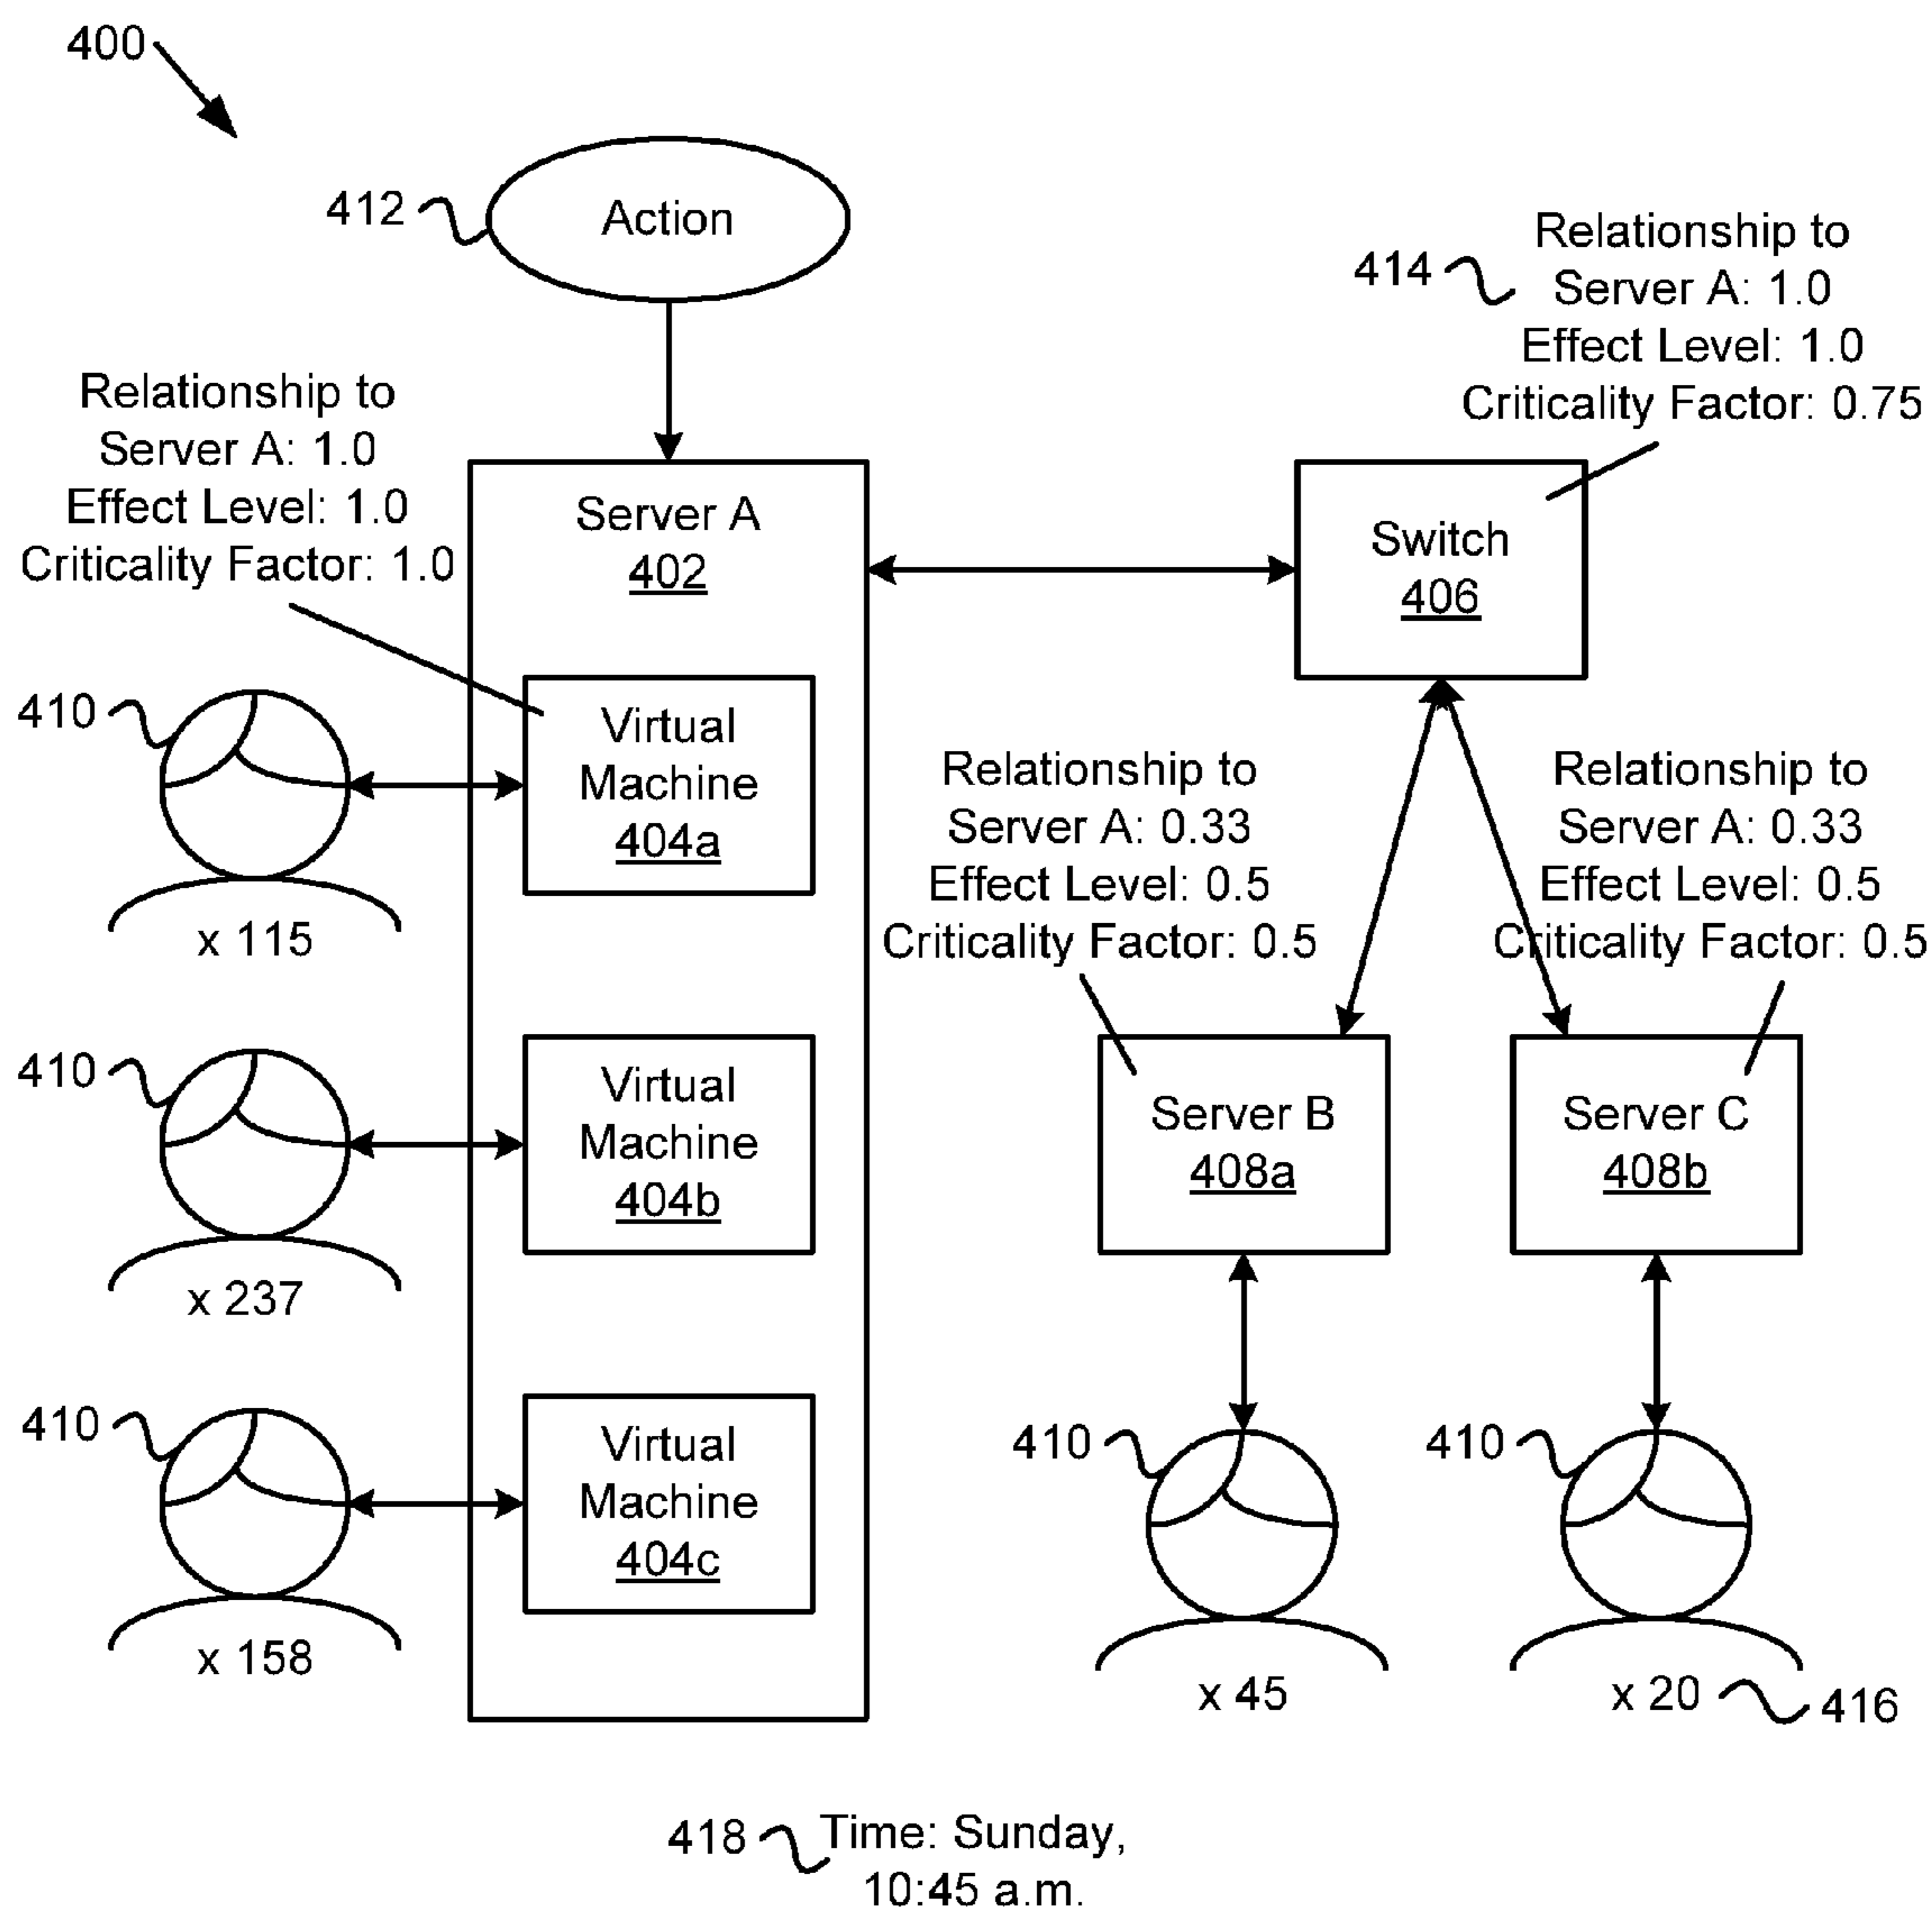 400
412
Action
414
Relationship to
Server A: 1.0
Effect Level: 1.0
Criticality Factor: 0.75
Relationship to
Server A: 1.0
Effect Level: 1.0
Criticality Factor: 1.0
Server A
402
Switch
406
410
Virtual
Machine
404a
x 115
Relationship to
Server A: 0.33
Effect Level: 0.5
Criticality Factor: 0.5
Relationship to
Server A: 0.33
Effect Level: 0.5
Criticality Factor: 0.5
410
Virtual
Machine
404b
x 237
Server B
408a
Server C
408b
410
Virtual
Machine
404c
x 158
410
x 45
410
x 20
416
418
Time: Sunday,
10:45 a.m.